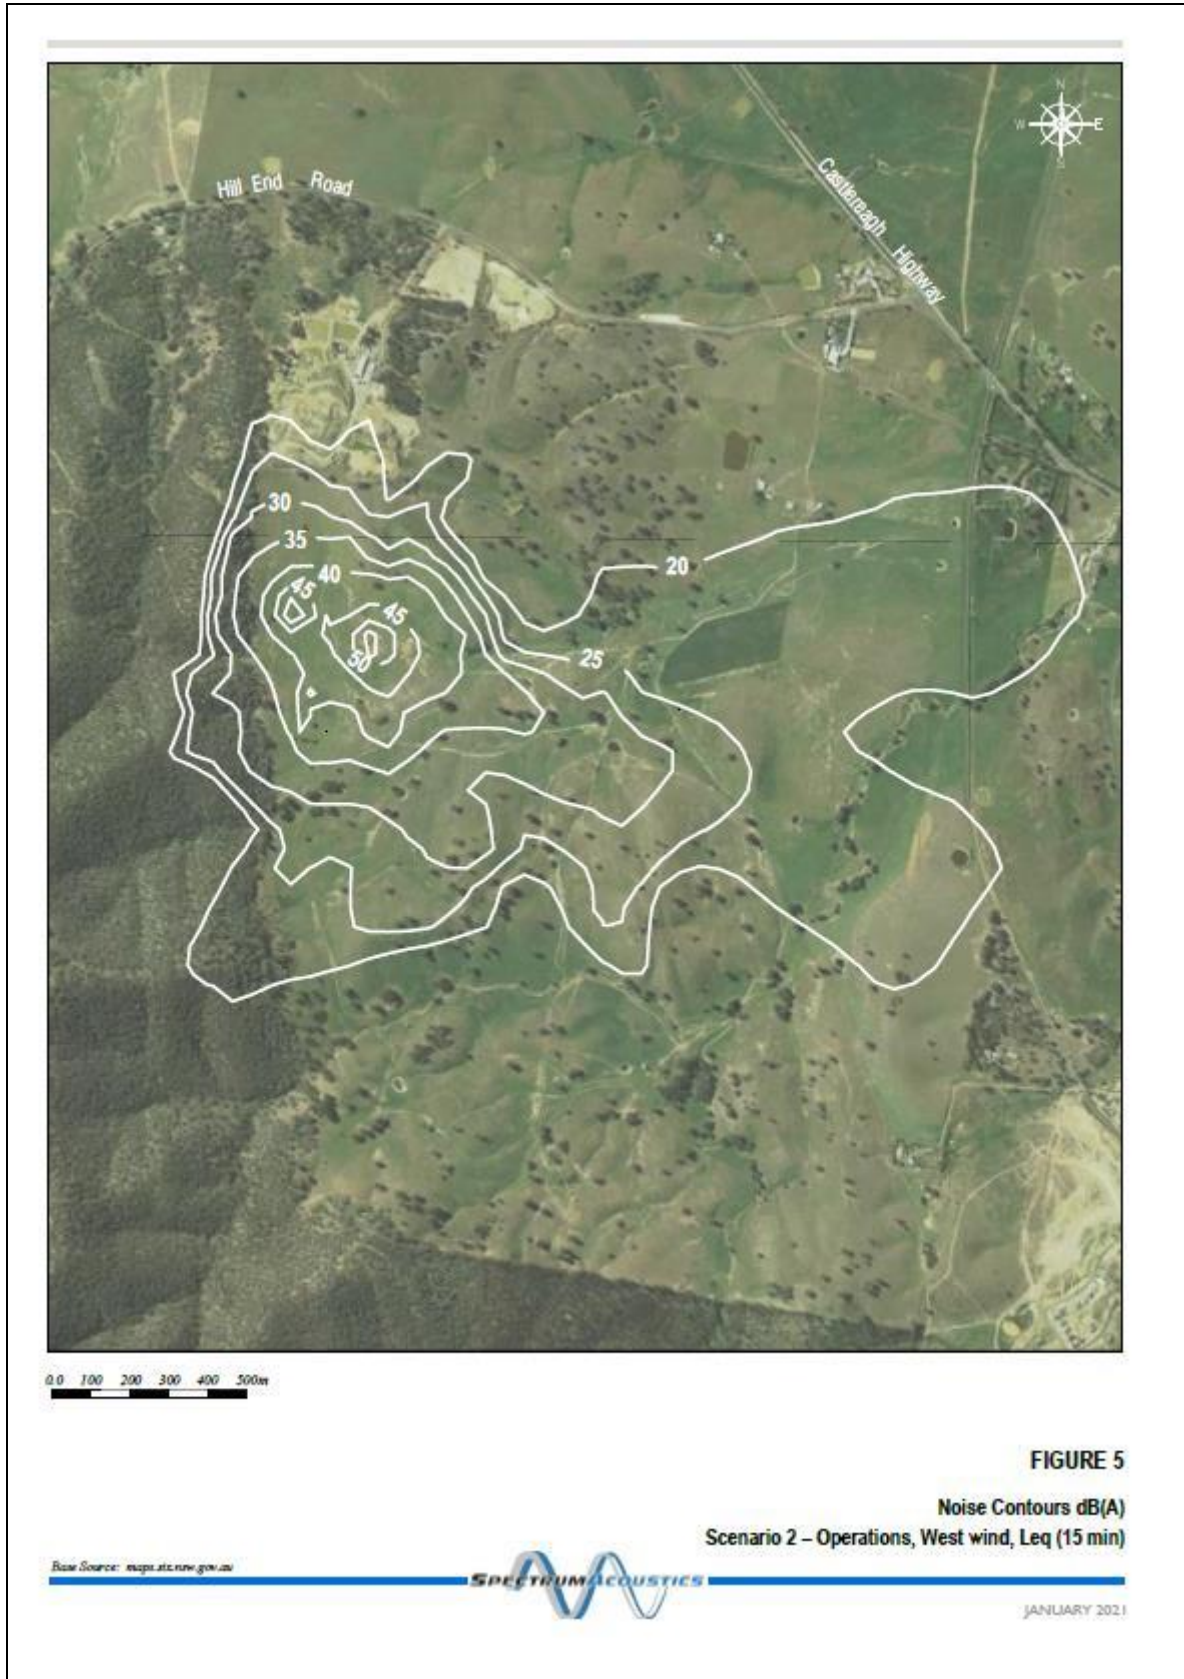 N
W E
S
Hill End Road
Castlereagh Highway
30
35
40
45
45
50
20
25
0.0 100 200 300 400 500m
FIGURE 5
Noise Contours dB(A)
Scenario 2 – Operations, West wind, Leq (15 min)
Base Source: maps.six.nsw.gov.au
SPECTRUMACOUSTICS
JANUARY 2021